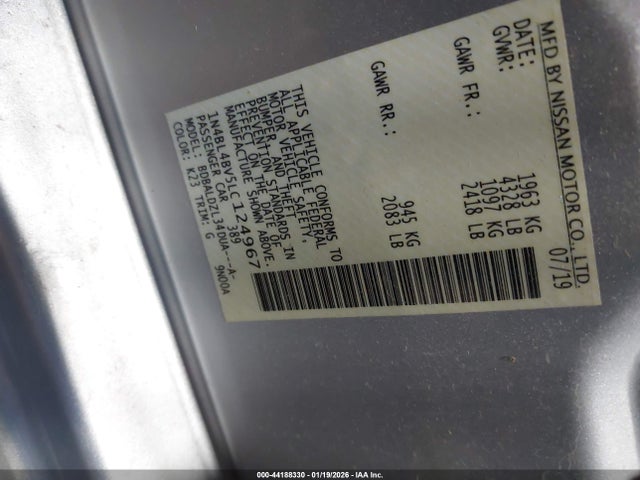 MFD BY NISSAN MOTOR CO., LTD.
DATE: 07/19
GVWR: 1963 KG
4328 LB
GAWR FR.: 1097 KG
2418 LB
GAWR RR.: 945 KG
2083 LB
THIS VEHICLE CONFORMS TO
ALL APPLICABLE FEDERAL
MOTOR VEHICLE SAFETY,
BUMPER, AND THEFT
PREVENTION STANDARDS IN
EFFECT ON THE DATE OF
MANUFACTURE SHOWN ABOVE.
1N4BL4BV5LC124967
PASSENGER CAR 389
MODEL: -A-
COLOR: K23 TRIM: G 9N00A
000-44188330 - 01/19/2026 - IAA Inc.